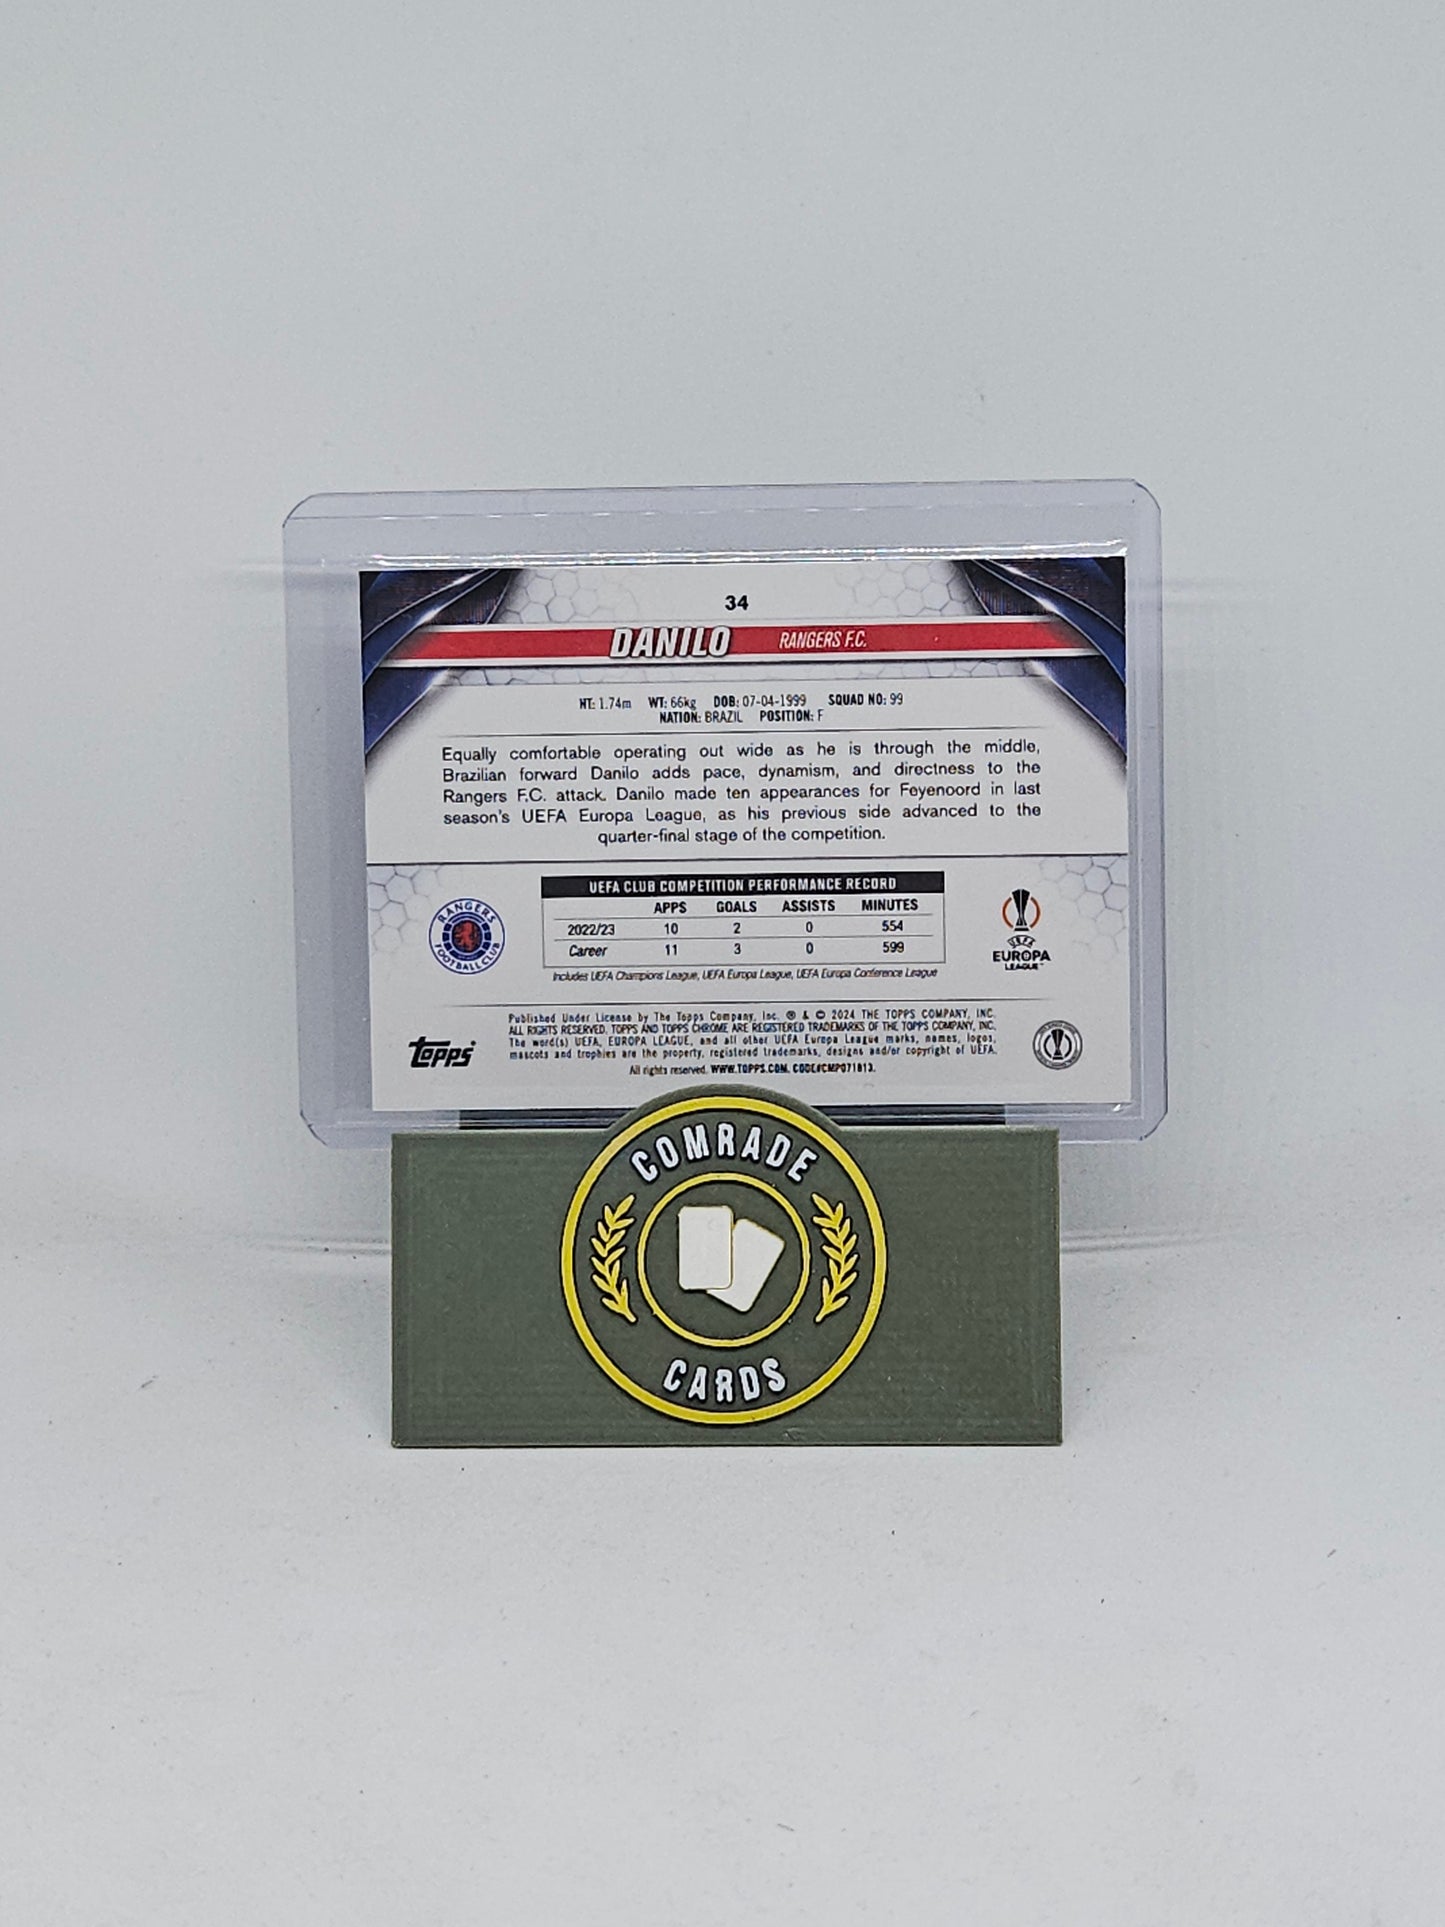 34
DANILO RANGERS F.C.
HT: 1.74m WT: 66kg DOB: 07-04-1999 SQUAD NO: 99
NATION: BRAZIL POSITION: F
Equally comfortable operating out wide as he is through the middle,
Brazilian forward Danilo adds pace, dynamism, and directness to the
Rangers F.C. attack. Danilo made ten appearances for Feyenoord in last
season's UEFA Europa League, as his previous side advanced to the
quarter-final stage of the competition.
UEFA CLUB COMPETITION PERFORMANCE RECORD
APPS GOALS ASSISTS MINUTES
2022/23 10 2 0 554
Career 11 3 0 599
Includes UEFA Champions League, UEFA Europa League, UEFA Europa Conference League
RANGERS
FOOTBALL CLUB
UEFA
EUROPA
LEAGUE™
Published Under License by The Topps Company, Inc. ® & © 2024 THE TOPPS COMPANY, INC.
ALL RIGHTS RESERVED. TOPPS AND TOPPS CHROME ARE REGISTERED TRADEMARKS OF THE TOPPS COMPANY, INC.
The word(s) UEFA, EUROPA LEAGUE, and all other UEFA Europa League marks, names, logos,
mascots and trophies are the property, registered trademarks, designs and/or copyright of UEFA.
All rights reserved. WWW.TOPPS.COM. CODE#CMP071813.
topps
COMRADE
CARDS